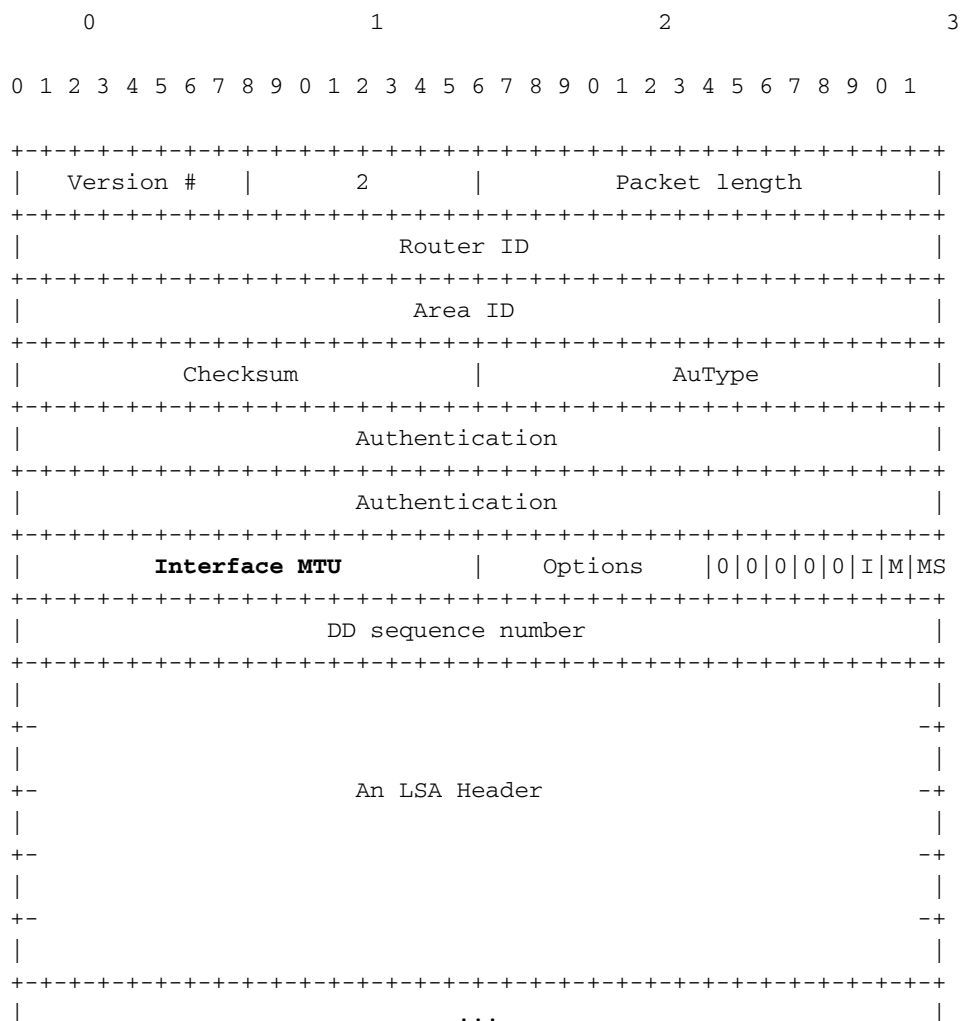 0                   1                   2                   3
0 1 2 3 4 5 6 7 8 9 0 1 2 3 4 5 6 7 8 9 0 1 2 3 4 5 6 7 8 9 0 1
+-+-+-+-+-+-+-+-+-+-+-+-+-+-+-+-+-+-+-+-+-+-+-+-+-+-+-+-+-+-+-+-+
|   Version #   |       2       |         Packet length         |
+-+-+-+-+-+-+-+-+-+-+-+-+-+-+-+-+-+-+-+-+-+-+-+-+-+-+-+-+-+-+-+-+
|                          Router ID                            |
+-+-+-+-+-+-+-+-+-+-+-+-+-+-+-+-+-+-+-+-+-+-+-+-+-+-+-+-+-+-+-+-+
|                           Area ID                             |
+-+-+-+-+-+-+-+-+-+-+-+-+-+-+-+-+-+-+-+-+-+-+-+-+-+-+-+-+-+-+-+-+
|           Checksum            |             AuType            |
+-+-+-+-+-+-+-+-+-+-+-+-+-+-+-+-+-+-+-+-+-+-+-+-+-+-+-+-+-+-+-+-+
|                       Authentication                          |
+-+-+-+-+-+-+-+-+-+-+-+-+-+-+-+-+-+-+-+-+-+-+-+-+-+-+-+-+-+-+-+-+
|                       Authentication                          |
+-+-+-+-+-+-+-+-+-+-+-+-+-+-+-+-+-+-+-+-+-+-+-+-+-+-+-+-+-+-+-+-+
|         Interface MTU         |    Options    |0|0|0|0|0|I|M|MS
+-+-+-+-+-+-+-+-+-+-+-+-+-+-+-+-+-+-+-+-+-+-+-+-+-+-+-+-+-+-+-+-+
|                     DD sequence number                        |
+-+-+-+-+-+-+-+-+-+-+-+-+-+-+-+-+-+-+-+-+-+-+-+-+-+-+-+-+-+-+-+-+
|                                                               |
+-                                                             -+
|                                                               |
+-                      An LSA Header                          -+
|                                                               |
+-                                                             -+
|                                                               |
+-                                                             -+
|                                                               |
+-+-+-+-+-+-+-+-+-+-+-+-+-+-+-+-+-+-+-+-+-+-+-+-+-+-+-+-+-+-+-+-+
|                              ...                              |